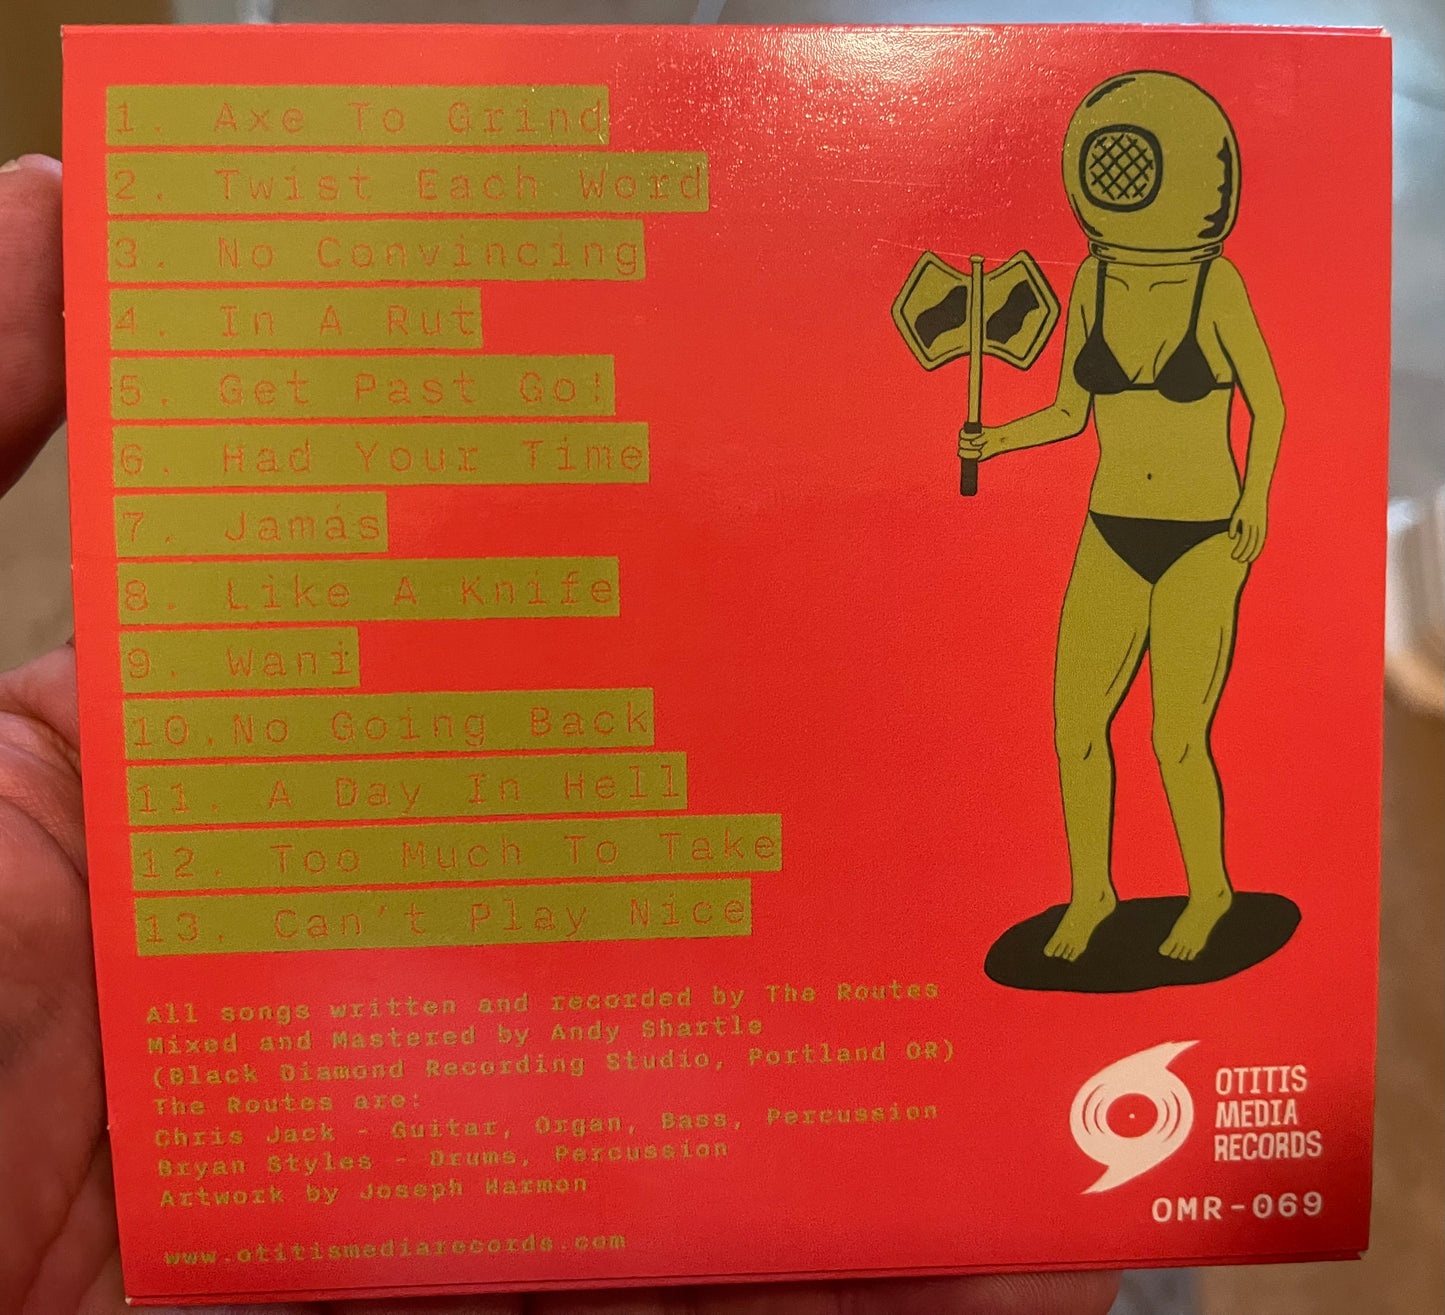 1. Axe To Grind
2. Twist Each Word
3. No Convincing
4. In A Rut
5. Get Past Go!
6. Had Your Time
7. Jamás
8. Like A Knife
9. Wani
10.No Going Back
11. A Day In Hell
12. Too Much To Take
13. Can't Play Nice
All songs written and recorded by The Routes
Mixed and Mastered by Andy Shartle
(Black Diamond Recording Studio, Portland OR)
The Routes are:
Chris Jack - Guitar, Organ, Bass, Percussion
Bryan Styles - Drums, Percussion
Artwork by Joseph Harmon
www.otitismediarecords.com
OTITIS
MEDIA
RECORDS
OMR-069